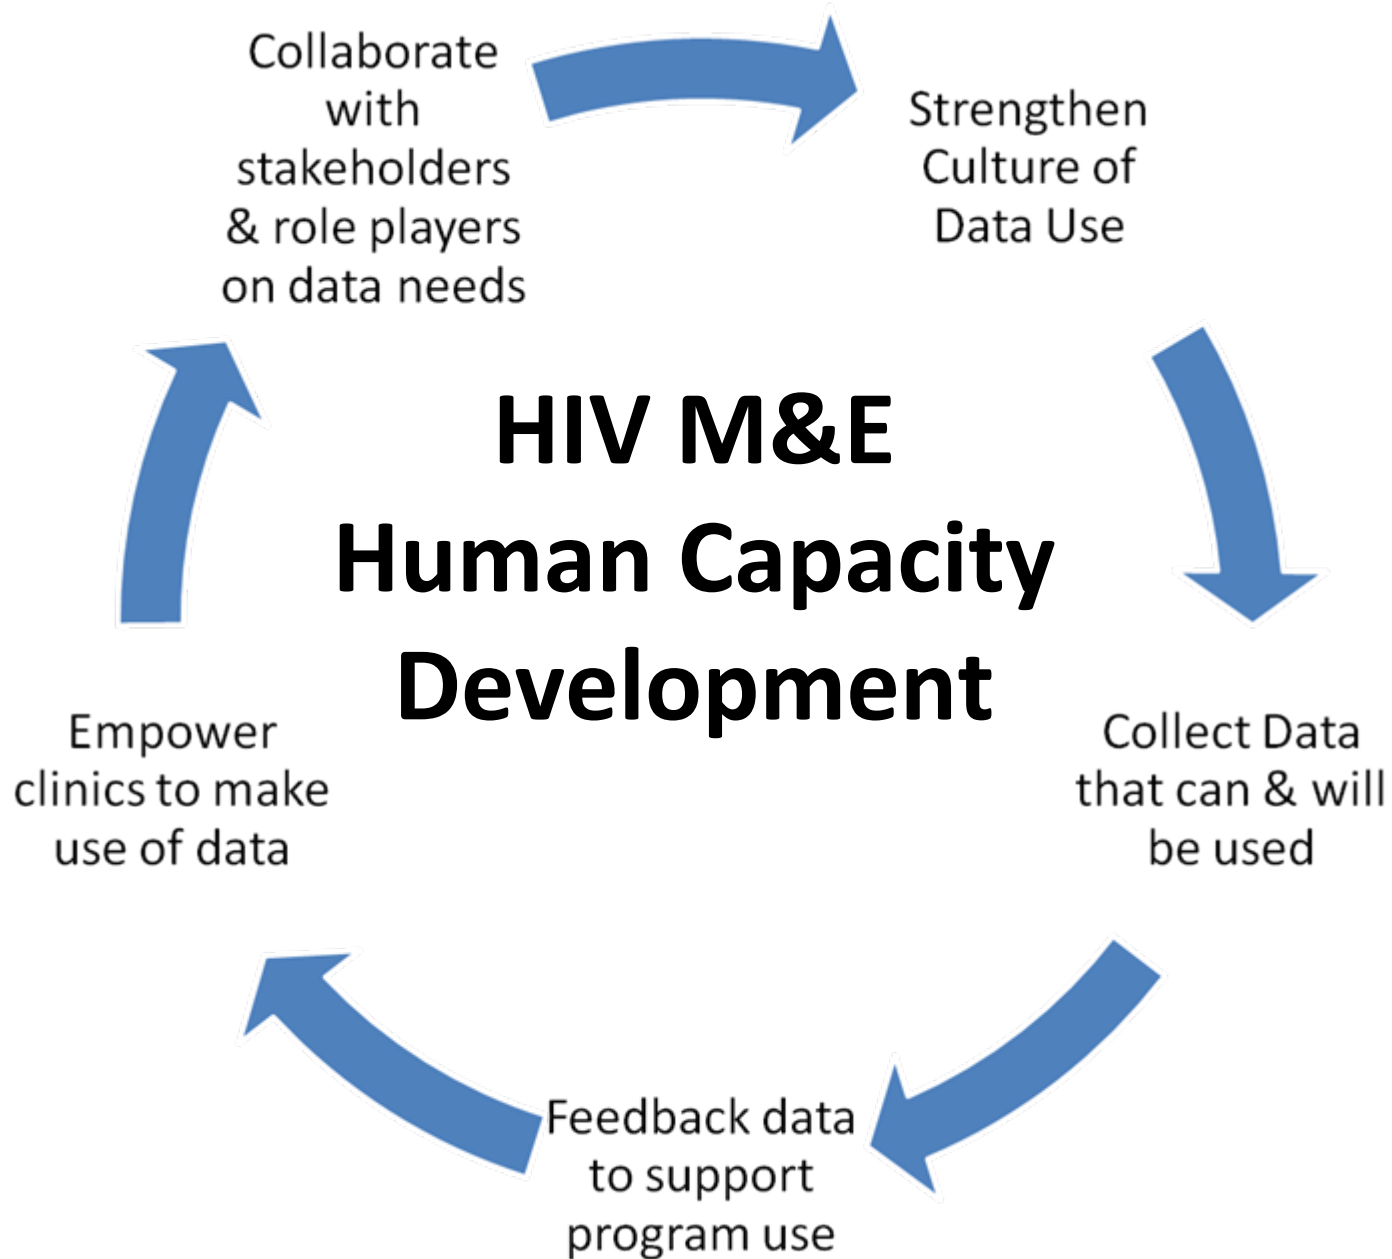 Collaborate
with
stakeholders
& role players
on data needs
Strengthen
Culture of
Data Use
HIV M&E
Human Capacity
Development
Empower
clinics to make
use of data
Collect Data
that can & will
be used
Feedback data
to support
program use